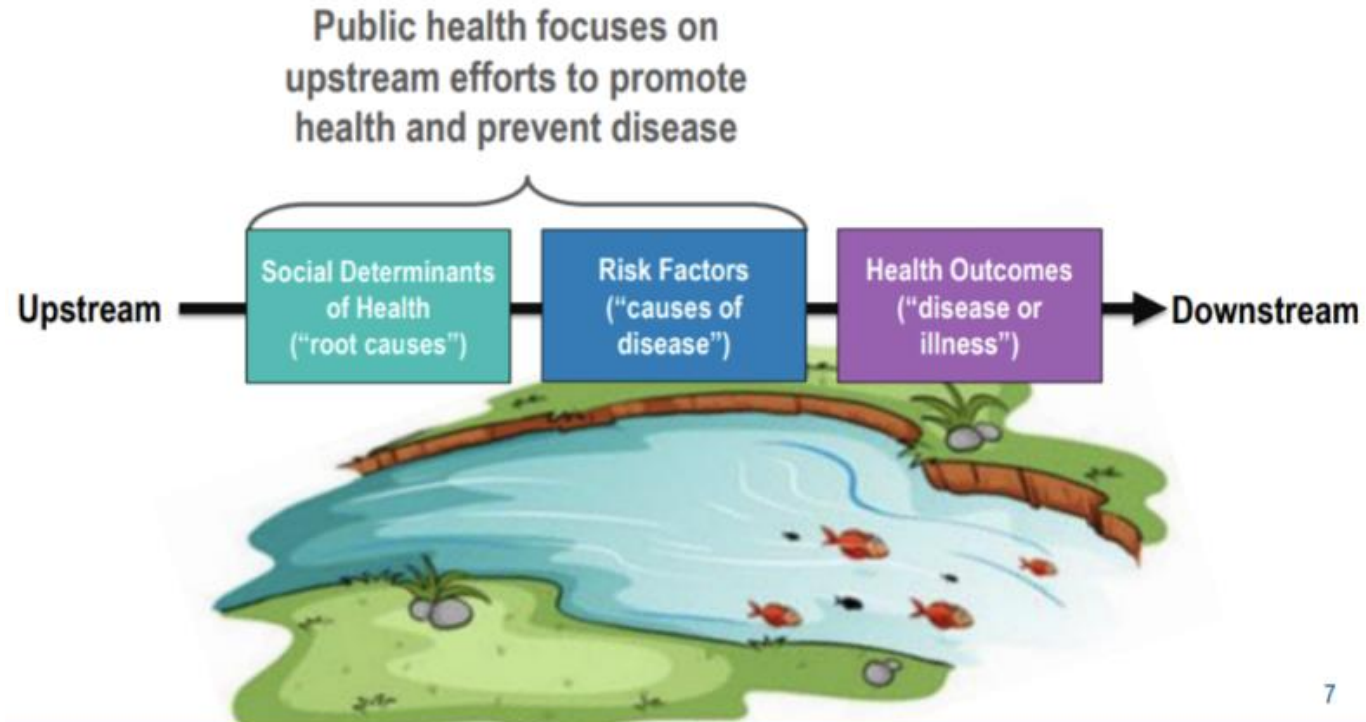 Public health focuses on
upstream efforts to promote
health and prevent disease
Upstream
Social Determinants
of Health
(“root causes”)
Risk Factors
(“causes of
disease”)
Health Outcomes
(“disease or
illness”)
Downstream
7